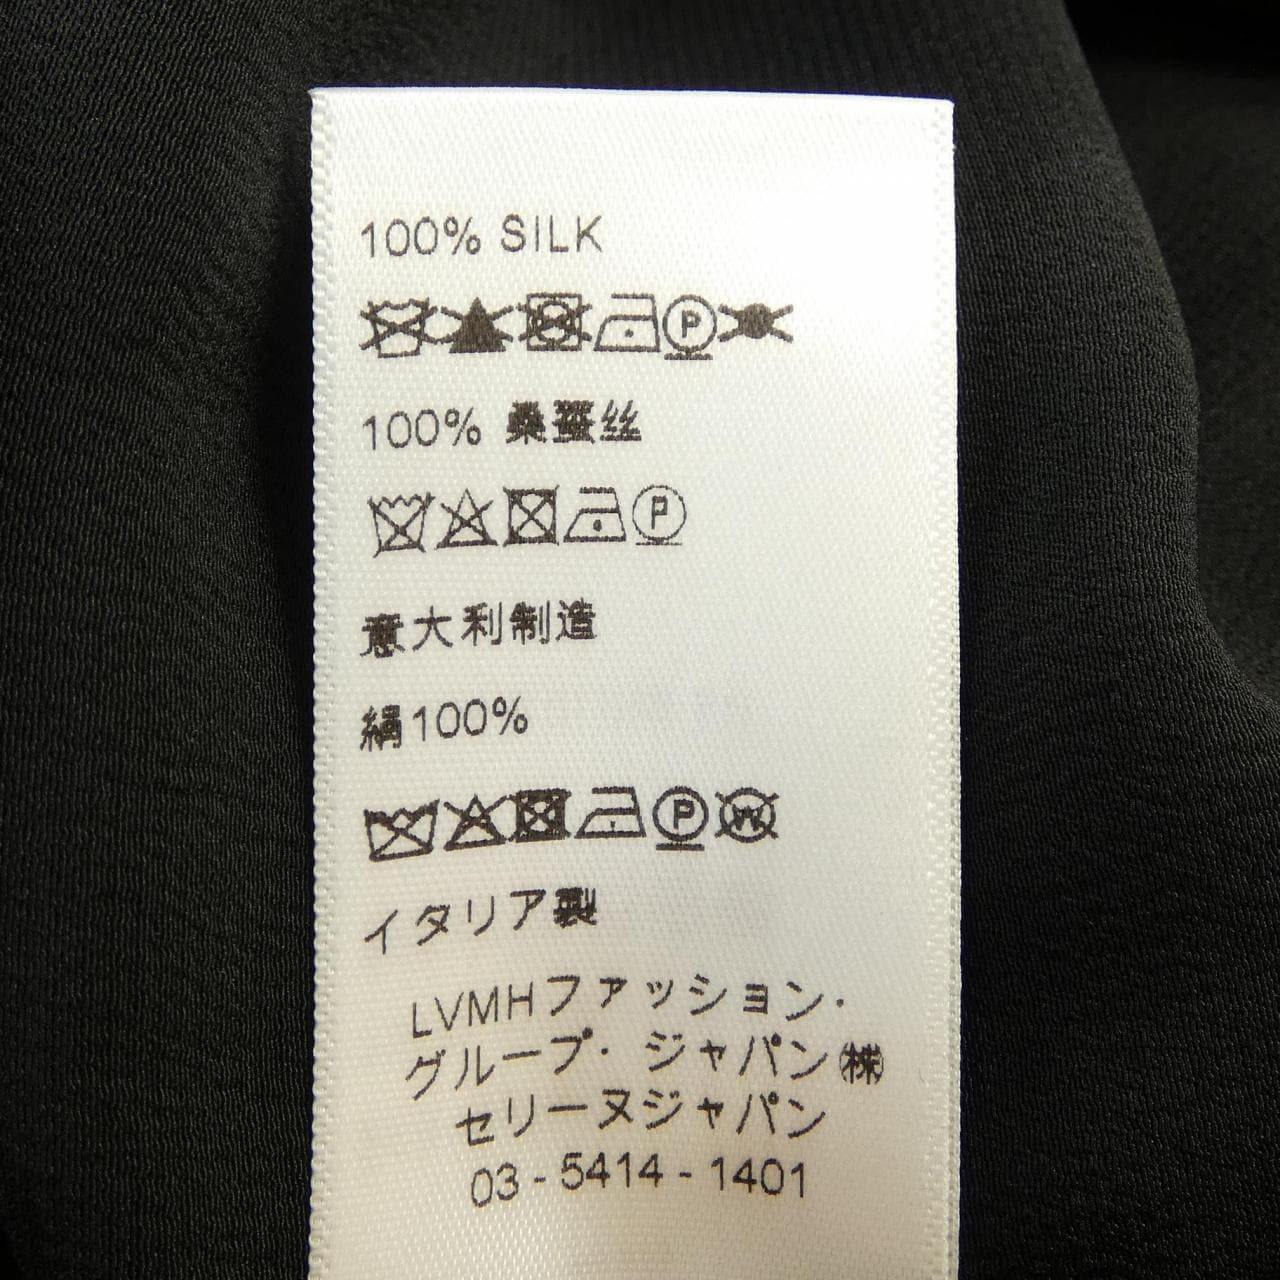 100% SILK
100% 桑蚕丝
意大利制造
絹100%
イタリア製
LVMHファッション・
グループ・ジャパン㈱
セリーヌジャパン
03-5414-1401